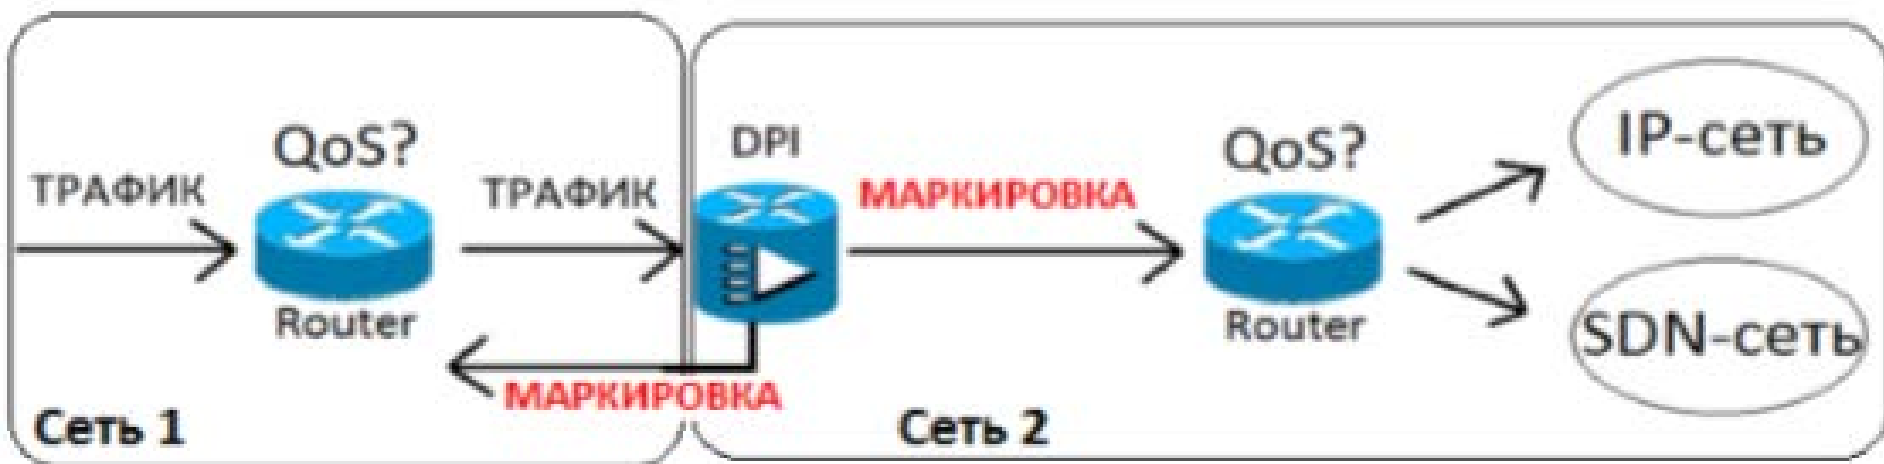 QoS?
ТРАФИК
Router
ТРАФИК
МАРКИРОВКА
Сеть 1
DPI
МАРКИРОВКА
QoS?
Router
IP-сеть
SDN-сеть
Сеть 2